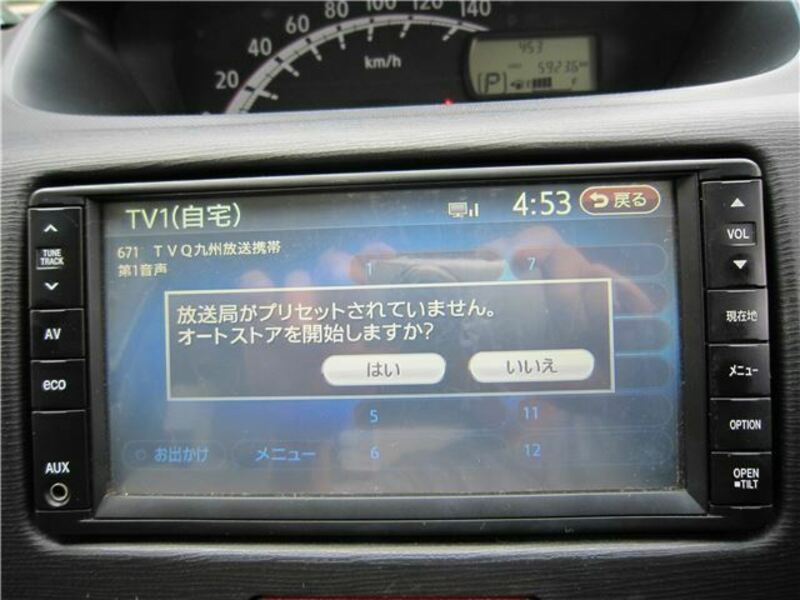 20
40
60
80
100
120
140
km/h
453
59236
P
F
TV1(自宅)
4:53
戻る
671 TVQ九州放送携帯
第1音声
1
7
放送局がプリセットされていません。
オートストアを開始しますか?
はい
いいえ
5
11
お出かけ
メニュー
6
12
TUNE
TRACK
AV
eco
AUX
VOL
現在地
メニュー
OPTION
OPEN
TILT